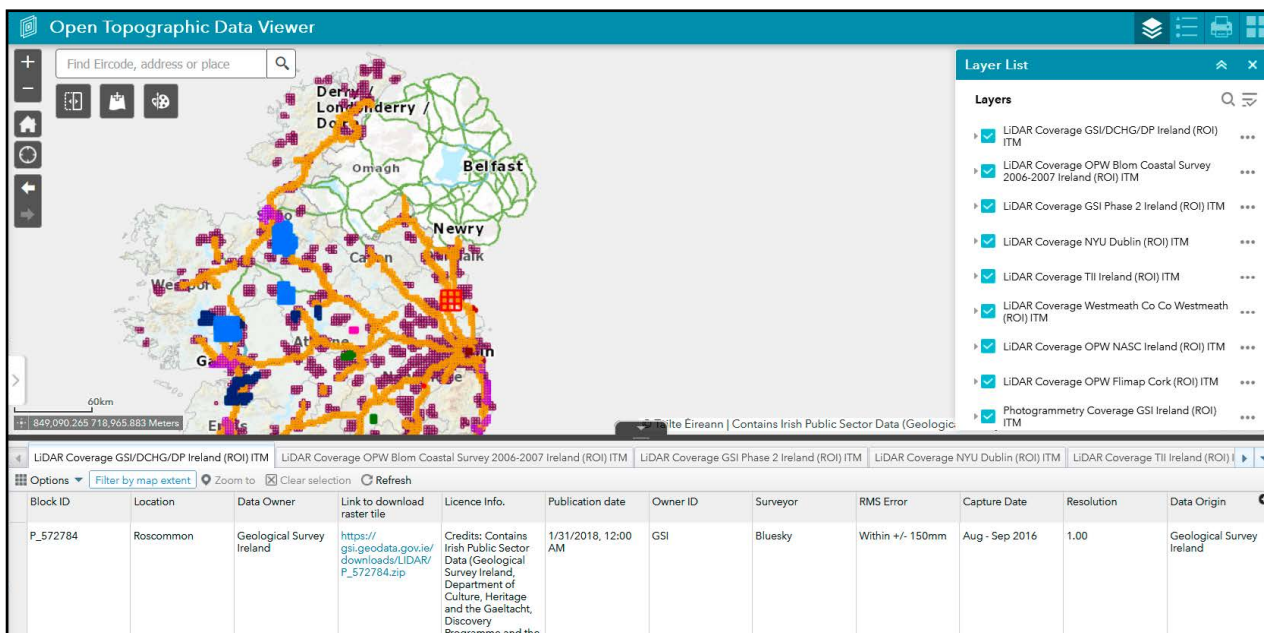 Open Topographic Data Viewer
Find Eircode, address or place
Derry /
Londonderry /
Omagh
Belfast
Newry
60km
849,090.265 718,965.883 Meters
Tailte Éireann | Contains Irish Public Sector Data (Geologic
Layer List
Layers
LiDAR Coverage GSI/DCHG/DP Ireland (ROI)
ITM
LiDAR Coverage OPW Blom Coastal Survey
2006-2007 Ireland (ROI) ITM
LiDAR Coverage GSI Phase 2 Ireland (ROI) ITM
LiDAR Coverage NYU Dublin (ROI) ITM
LiDAR Coverage TII Ireland (ROI) ITM
LiDAR Coverage Westmeath Co Co Westmeath
(ROI) ITM
LiDAR Coverage OPW NASC Ireland (ROI) ITM
LiDAR Coverage OPW Flimap Cork (ROI) ITM
Photogrammetry Coverage GSI Ireland (ROI)
ITM
LiDAR Coverage GSI/DCHG/DP Ireland (ROI) ITM
LiDAR Coverage OPW Blom Coastal Survey 2006-2007 Ireland (ROI) ITM
LiDAR Coverage GSI Phase 2 Ireland (ROI) ITM
LiDAR Coverage NYU Dublin (ROI) ITM
LiDAR Coverage TII Ireland (ROI) I
Options Filter by map extent Zoom to Clear selection Refresh
Block ID
Location
Data Owner
Link to download
raster tile
Licence Info.
Publication date
Owner ID
Surveyor
RMS Error
Capture Date
Resolution
Data Origin
P_572784
Roscommon
Geological Survey
Ireland
https://
gsi.geodata.gov.ie/
downloads/LIDAR/
P_572784.zip
Credits: Contains
Irish Public Sector
Data (Geological
Survey Ireland,
Department of
Culture, Heritage
and the Gaeltacht,
Discovery
Programme and the
1/31/2018, 12:00
AM
GSI
Bluesky
Within +/- 150mm
Aug - Sep 2016
1.00
Geological Survey
Ireland